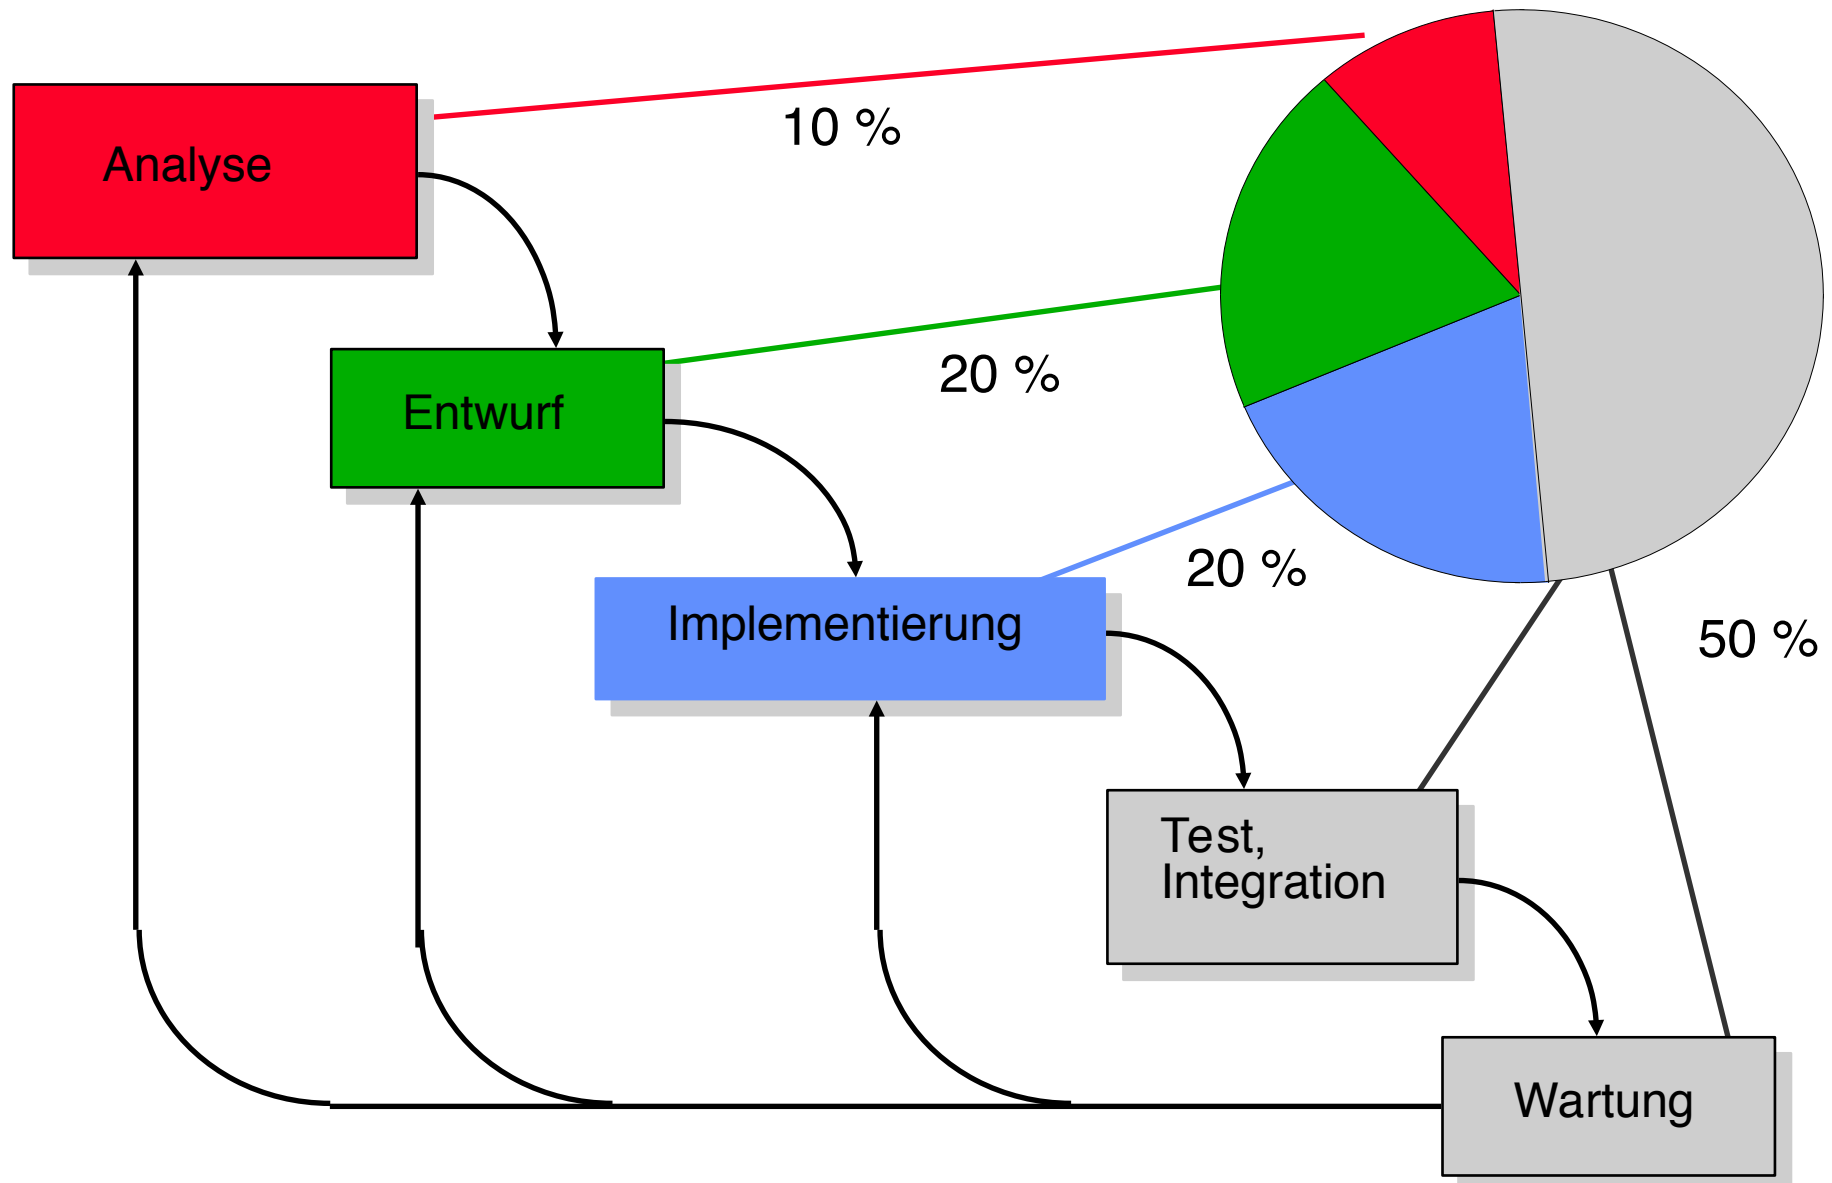 10 %
Analyse
20 %
Entwurf
20 %
Implementierung
50 %
Test,
Integration
Wartung